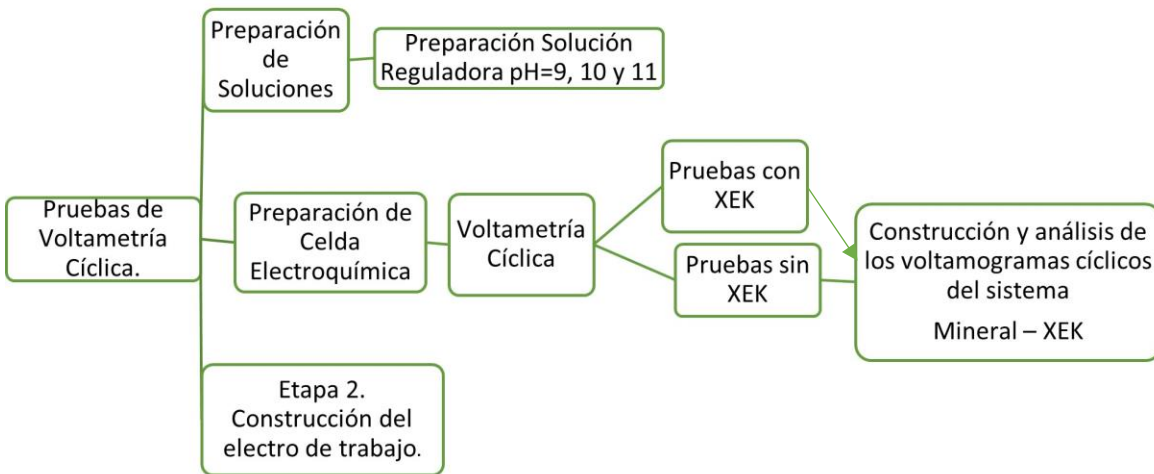 Preparación
de
Soluciones
Preparación Solución
Reguladora pH=9, 10 y 11
Pruebas de
Voltametría
Cíclica.
Preparación de
Celda
Electroquímica
Voltametría
Cíclica
Pruebas con
XEK
Pruebas sin
XEK
Construcción y análisis de
los voltamogramas cíclicos
del sistema
Mineral – XEK
Etapa 2.
Construcción del
electro de trabajo.